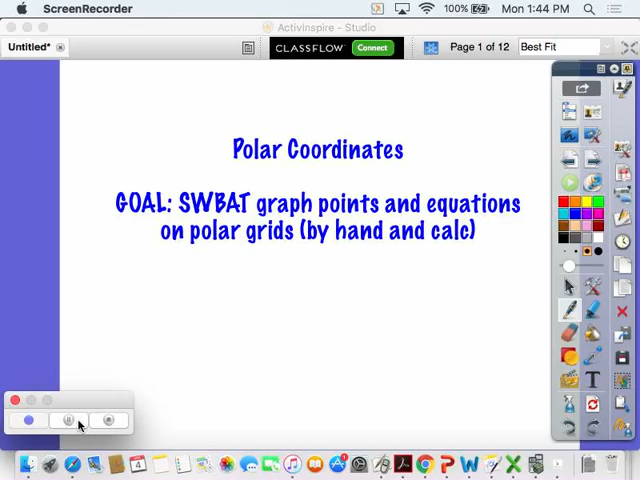 ScreenRecorder
100%
Mon 1:44 PM
ActivInspire - Studio
Untitled*
CLASSFLOW
Connect
Page 1 of 12
Best Fit
Polar Coordinates
GOAL: SWBAT graph points and equations
on polar grids (by hand and calc)
T
4